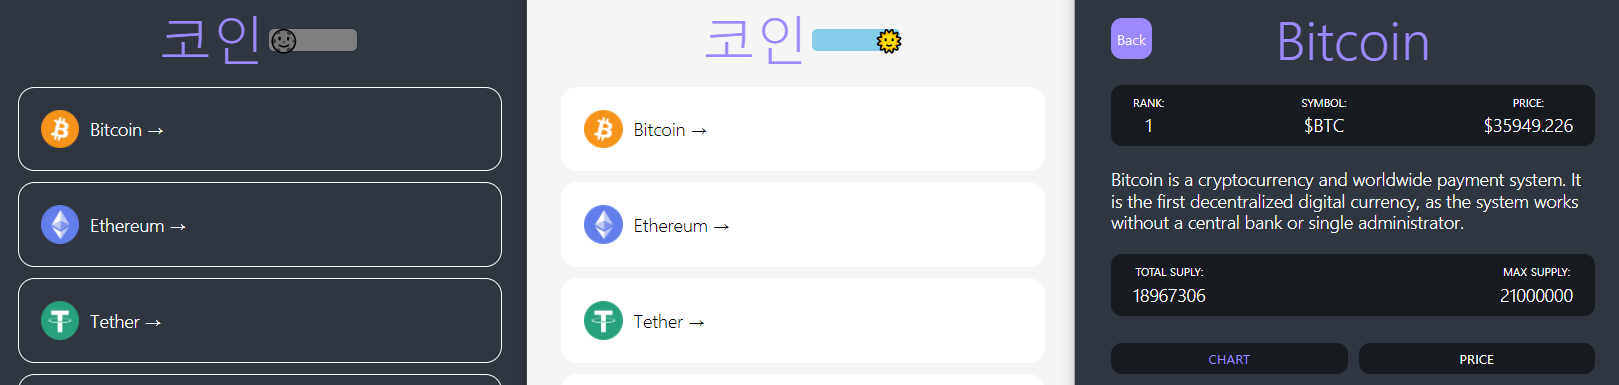 코인
Bitcoin →
Ethereum →
Tether →
코인
Bitcoin →
Ethereum →
Tether →
Back
Bitcoin
RANK: SYMBOL: PRICE:
1 $BTC $35949.226
Bitcoin is a cryptocurrency and worldwide payment system. It
is the first decentralized digital currency, as the system works
without a central bank or single administrator.
TOTAL SUPLY: MAX SUPPLY:
18967306 21000000
CHART PRICE